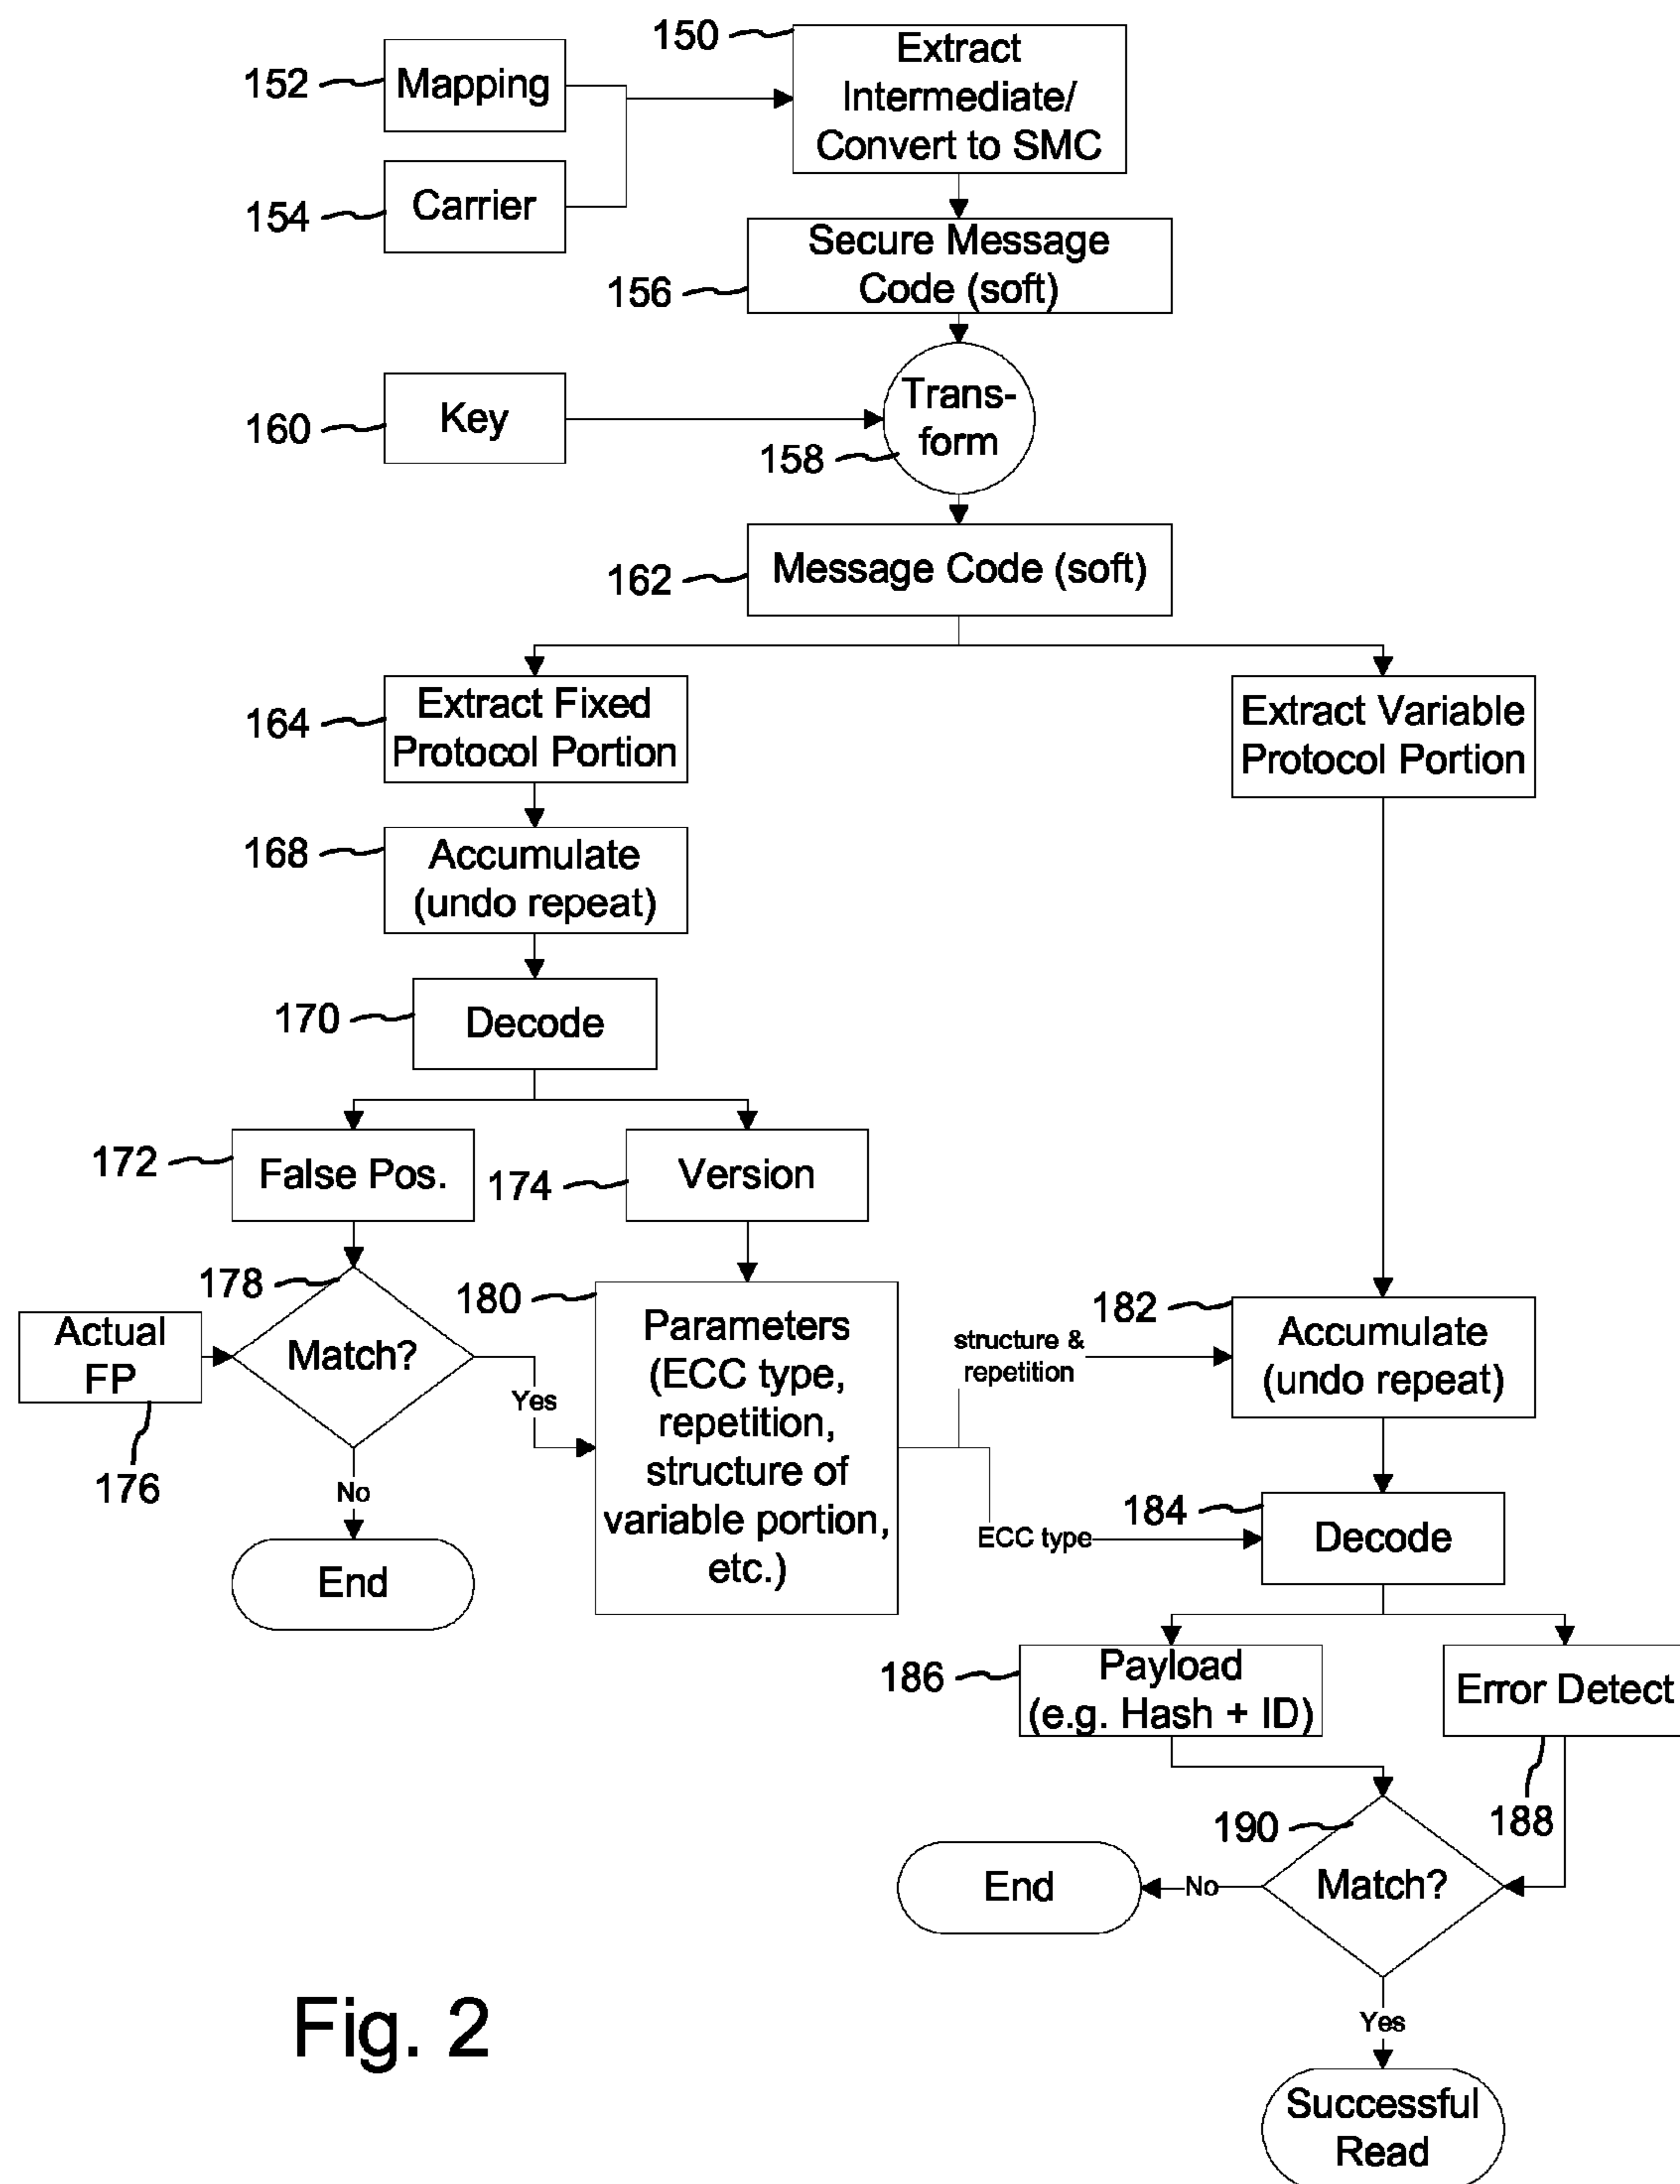 150
Extract
Intermediate/
Convert to SMC
152
Mapping
154
Carrier
Secure Message
Code (soft)
156
160
Key
Trans-
form
158
Message Code (soft)
162
164
Extract Fixed
Protocol Portion
Extract Variable
Protocol Portion
168
Accumulate
(undo repeat)
170
Decode
172
False Pos.
174
Version
178
Actual
FP
176
Match?
Yes
No
End
180
Parameters
(ECC type,
repetition,
structure of
variable portion,
etc.)
structure &
repetition
ECC type
182
Accumulate
(undo repeat)
184
Decode
186
Payload
(e.g. Hash + ID)
Error Detect
188
190
Match?
No
End
Yes
Successful
Read
Fig. 2